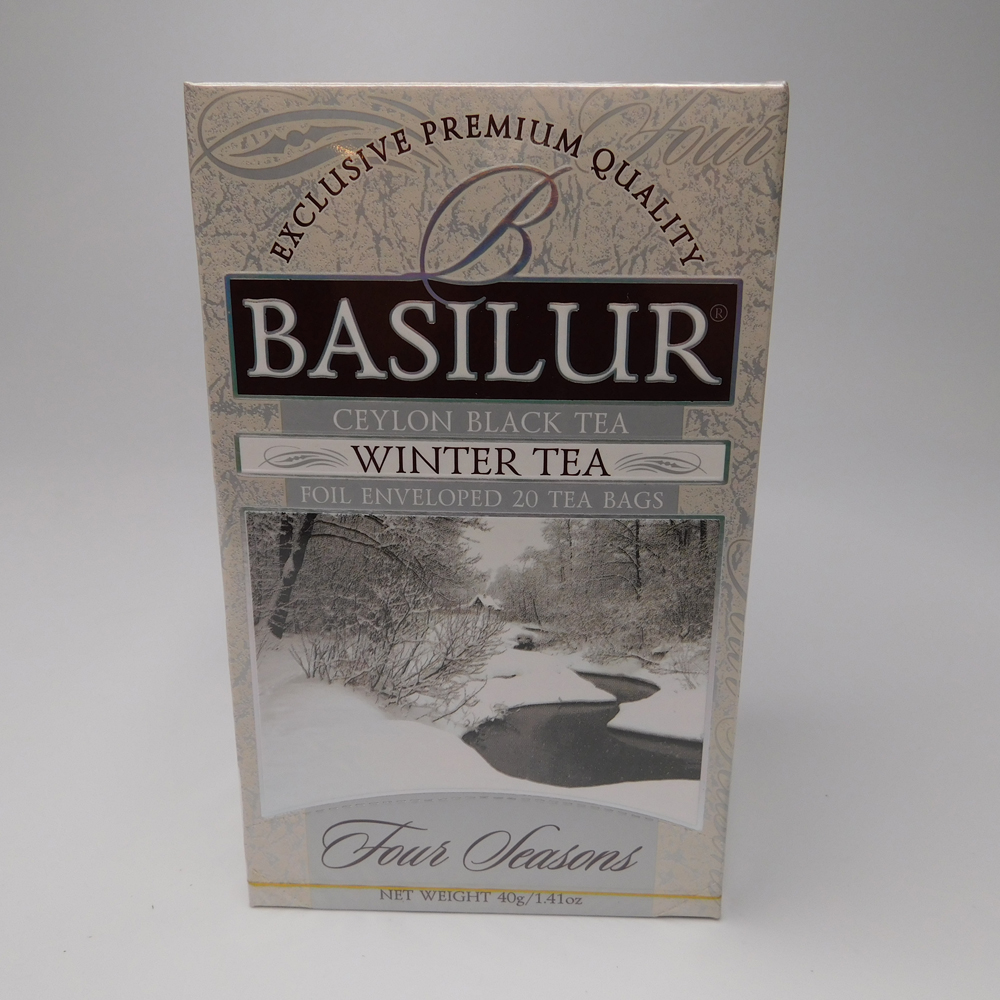 Four
EXCLUSIVE PREMIUM QUALITY
B
BASILUR®
CEYLON BLACK TEA
WINTER TEA
FOIL ENVELOPED 20 TEA BAGS
Four Seasons
NET WEIGHT 40g/1.41oz